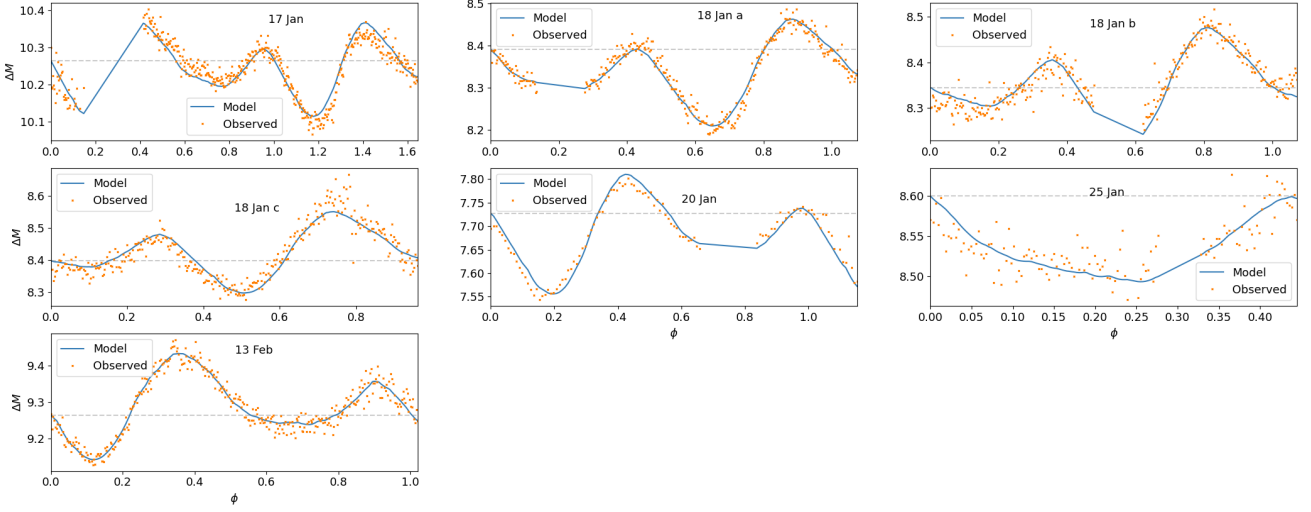 17 Jan
ΔM
10.4
10.3
10.2
10.1
Model
Observed
0.0 0.2 0.4 0.6 0.8 1.0 1.2 1.4 1.6
18 Jan a
Model
Observed
8.5
8.4
8.3
8.2
0.0 0.2 0.4 0.6 0.8 1.0
18 Jan b
Model
Observed
8.5
8.4
8.3
0.0 0.2 0.4 0.6 0.8 1.0
18 Jan c
Model
Observed
ΔM
8.6
8.5
8.4
8.3
0.0 0.2 0.4 0.6 0.8
20 Jan
Model
Observed
7.80
7.75
7.70
7.65
7.60
7.55
0.0 0.2 0.4 0.6 0.8 1.0
ϕ
25 Jan
Model
Observed
8.60
8.55
8.50
0.00 0.05 0.10 0.15 0.20 0.25 0.30 0.35 0.40
ϕ
13 Feb
Model
Observed
ΔM
9.4
9.3
9.2
0.0 0.2 0.4 0.6 0.8 1.0
ϕ